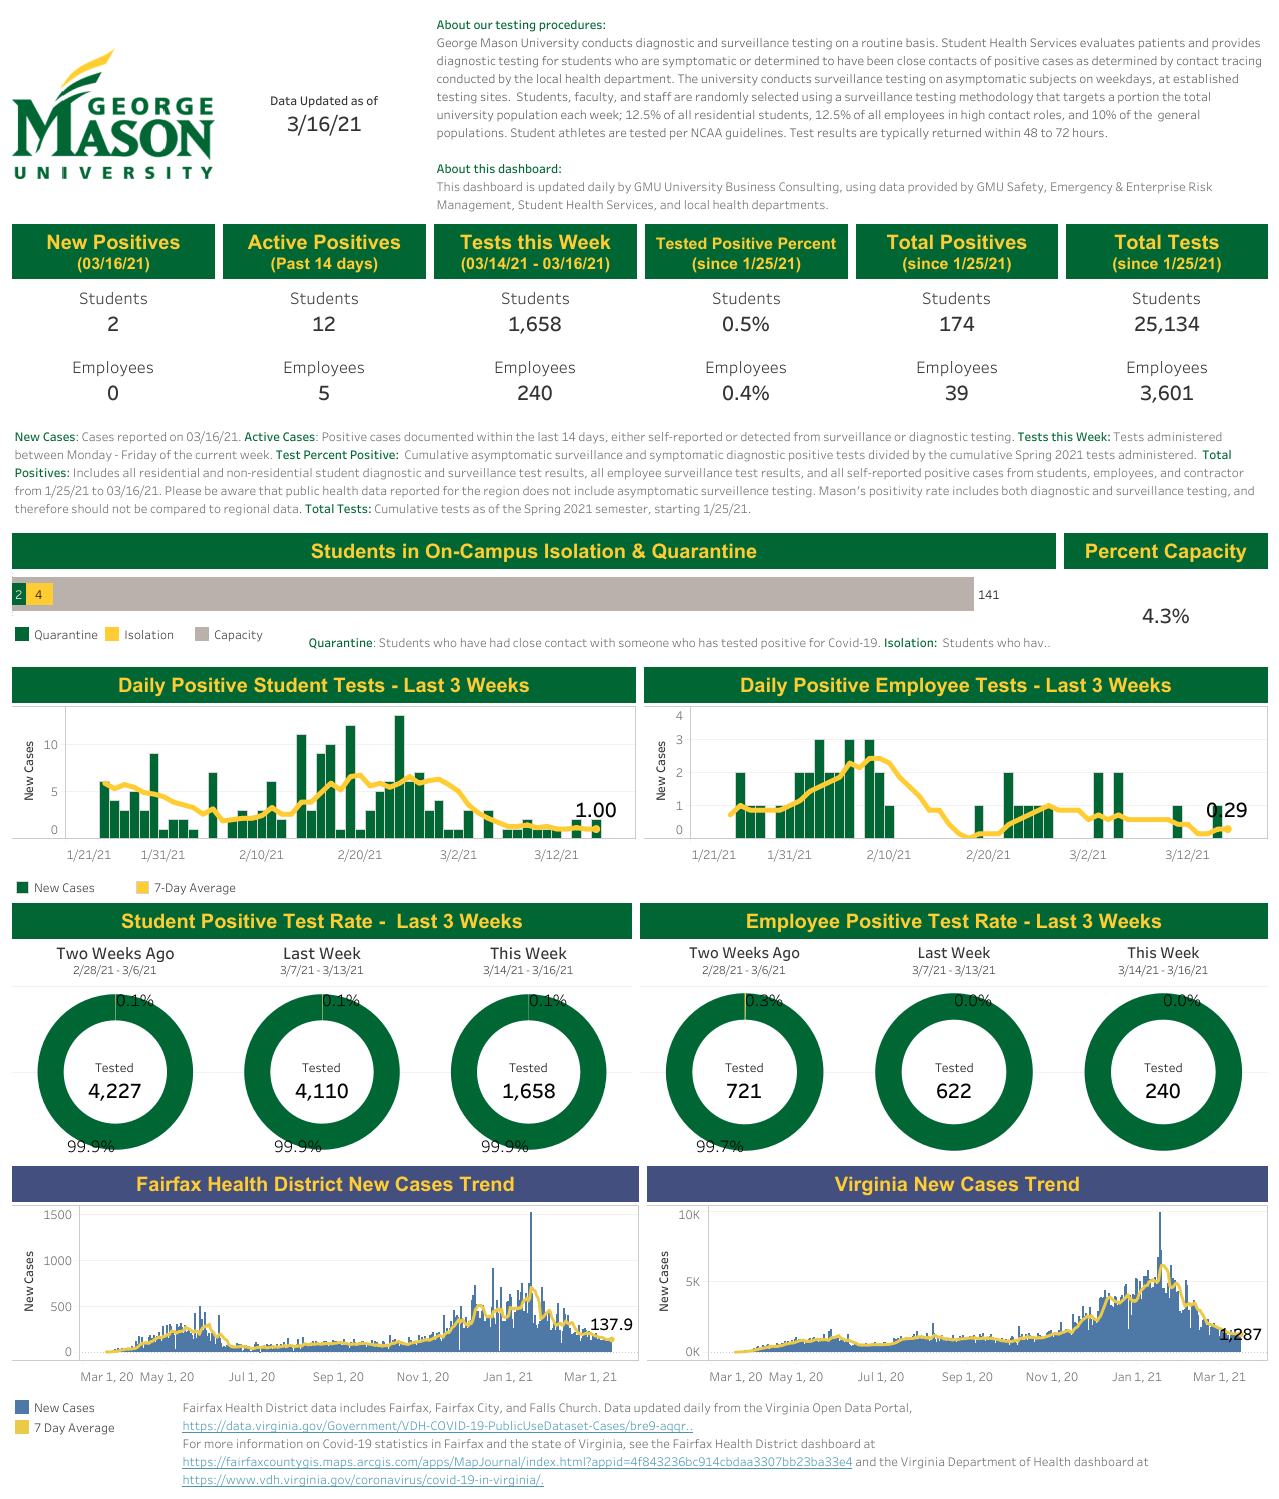 About our testing procedures:
George Mason University conducts diagnostic and surveillance testing on a routine basis. Student Health Services evaluates patients and provides
diagnostic testing for students who are symptomatic or determined to have been close contacts of positive cases as determined by contact tracing
conducted by the local health department. The university conducts surveillance testing on asymptomatic subjects on weekdays, at established
testing sites.  Students, faculty, and staff are randomly selected using a surveillance testing methodology that targets a portion the total
university population each week; 12.5% of all residential students, 12.5% of all employees in high contact roles, and 10% of the  general
populations. Student athletes are tested per NCAA guidelines. Test results are typically returned within 48 to 72 hours.
About this dashboard:
This dashboard is updated daily by GMU University Business Consulting, using data provided by GMU Safety, Emergency & Enterprise Risk
Management, Student Health Services, and local health departments.
GEORGE
MASON
UNIVERSITY
Data Updated as of
3/16/21
New Positives Active Positives Tests this Week Tested Positive Percent Total Positives Total Tests
(03/16/21) (Past 14 days) (03/14/21 - 03/16/21) (since 1/25/21) (since 1/25/21) (since 1/25/21)
Students Students Students Students Students Students
2 12 1,658 0.5% 174 25,134
Employees Employees Employees Employees Employees Employees
0 5 240 0.4% 39 3,601
New Cases: Cases reported on 03/16/21. Active Cases: Positive cases documented within the last 14 days, either self-reported or detected from surveillance or diagnostic testing. Tests this Week: Tests administered
between Monday - Friday of the current week. Test Percent Positive:  Cumulative asymptomatic surveillance and symptomatic diagnostic positive tests divided by the cumulative Spring 2021 tests administered.  Total
Positives: Includes all residential and non-residential student diagnostic and surveillance test results, all employee surveillance test results, and all self-reported positive cases from students, employees, and contractor
from 1/25/21 to 03/16/21. Please be aware that public health data reported for the region does not include asymptomatic surveillence testing. Mason's positivity rate includes both diagnostic and surveillance testing, and
therefore should not be compared to regional data. Total Tests: Cumulative tests as of the Spring 2021 semester, starting 1/25/21.
Students in On-Campus Isolation & Quarantine Percent Capacity
2 4 141
4.3%
Quarantine Isolation Capacity
Quarantine: Students who have had close contact with someone who has tested positive for Covid-19. Isolation:  Students who hav..
Daily Positive Student Tests - Last 3 Weeks
New Cases
10
5
0
1.00
1/21/21 1/31/21 2/10/21 2/20/21 3/2/21 3/12/21
Daily Positive Employee Tests - Last 3 Weeks
New Cases
4
3
2
1
0
0.29
1/21/21 1/31/21 2/10/21 2/20/21 3/2/21 3/12/21
New Cases 7-Day Average
Student Positive Test Rate -  Last 3 Weeks
Two Weeks Ago Last Week This Week
2/28/21 - 3/6/21 3/7/21 - 3/13/21 3/14/21 - 3/16/21
0.1% 0.1% 0.1%
Tested Tested Tested
4,227 4,110 1,658
99.9% 99.9% 99.9%
Employee Positive Test Rate - Last 3 Weeks
Two Weeks Ago Last Week This Week
2/28/21 - 3/6/21 3/7/21 - 3/13/21 3/14/21 - 3/16/21
0.3% 0.0% 0.0%
Tested Tested Tested
721 622 240
99.7%
Fairfax Health District New Cases Trend
New Cases
1500
1000
500
0
137.9
Mar 1, 20 May 1, 20 Jul 1, 20 Sep 1, 20 Nov 1, 20 Jan 1, 21 Mar 1, 21
Virginia New Cases Trend
New Cases
10K
5K
0K
1,287
Mar 1, 20 May 1, 20 Jul 1, 20 Sep 1, 20 Nov 1, 20 Jan 1, 21 Mar 1, 21
New Cases
7 Day Average
Fairfax Health District data includes Fairfax, Fairfax City, and Falls Church. Data updated daily from the Virginia Open Data Portal,
https://data.virginia.gov/Government/VDH-COVID-19-PublicUseDataset-Cases/bre9-aqqr..
For more information on Covid-19 statistics in Fairfax and the state of Virginia, see the Fairfax Health District dashboard at
https://fairfaxcountygis.maps.arcgis.com/apps/MapJournal/index.html?appid=4f843236bc914cbdaa3307bb23ba33e4 and the Virginia Department of Health dashboard at
https://www.vdh.virginia.gov/coronavirus/covid-19-in-virginia/.